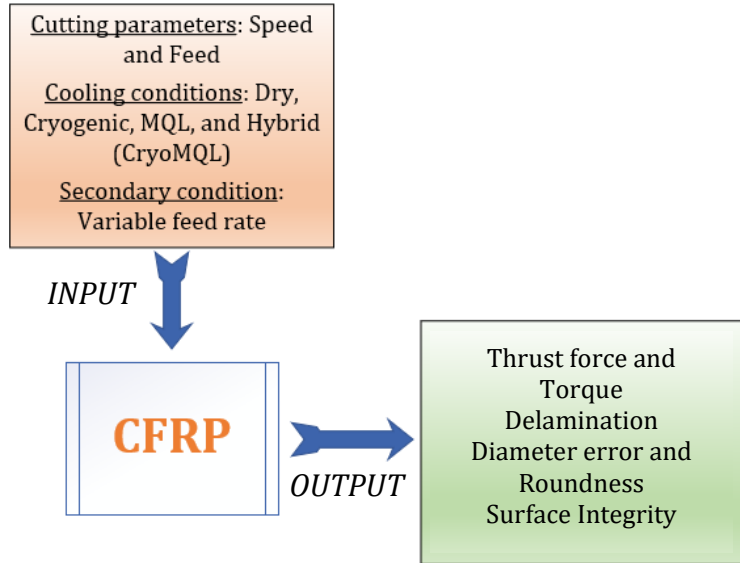 Cutting parameters: Speed
and Feed
Cooling conditions: Dry,
Cryogenic, MQL, and Hybrid
(CryoMQL)
Secondary condition:
Variable feed rate
INPUT
CFRP
OUTPUT
Thrust force and
Torque
Delamination
Diameter error and
Roundness
Surface Integrity